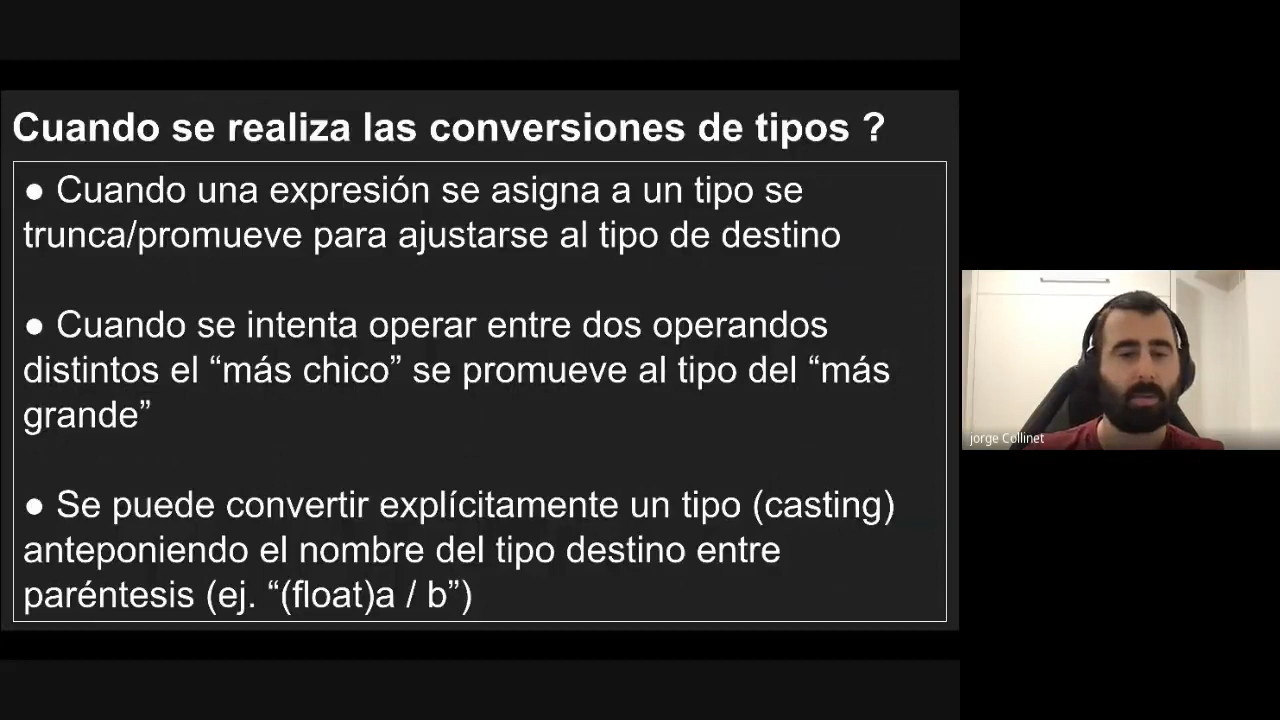 Cuando se realiza las conversiones de tipos ?
● Cuando una expresión se asigna a un tipo se
trunca/promueve para ajustarse al tipo de destino
● Cuando se intenta operar entre dos operandos
distintos el “más chico” se promueve al tipo del “más
grande”
● Se puede convertir explícitamente un tipo (casting)
anteponiendo el nombre del tipo destino entre
paréntesis (ej. “(float)a / b”)
jorge Collinet